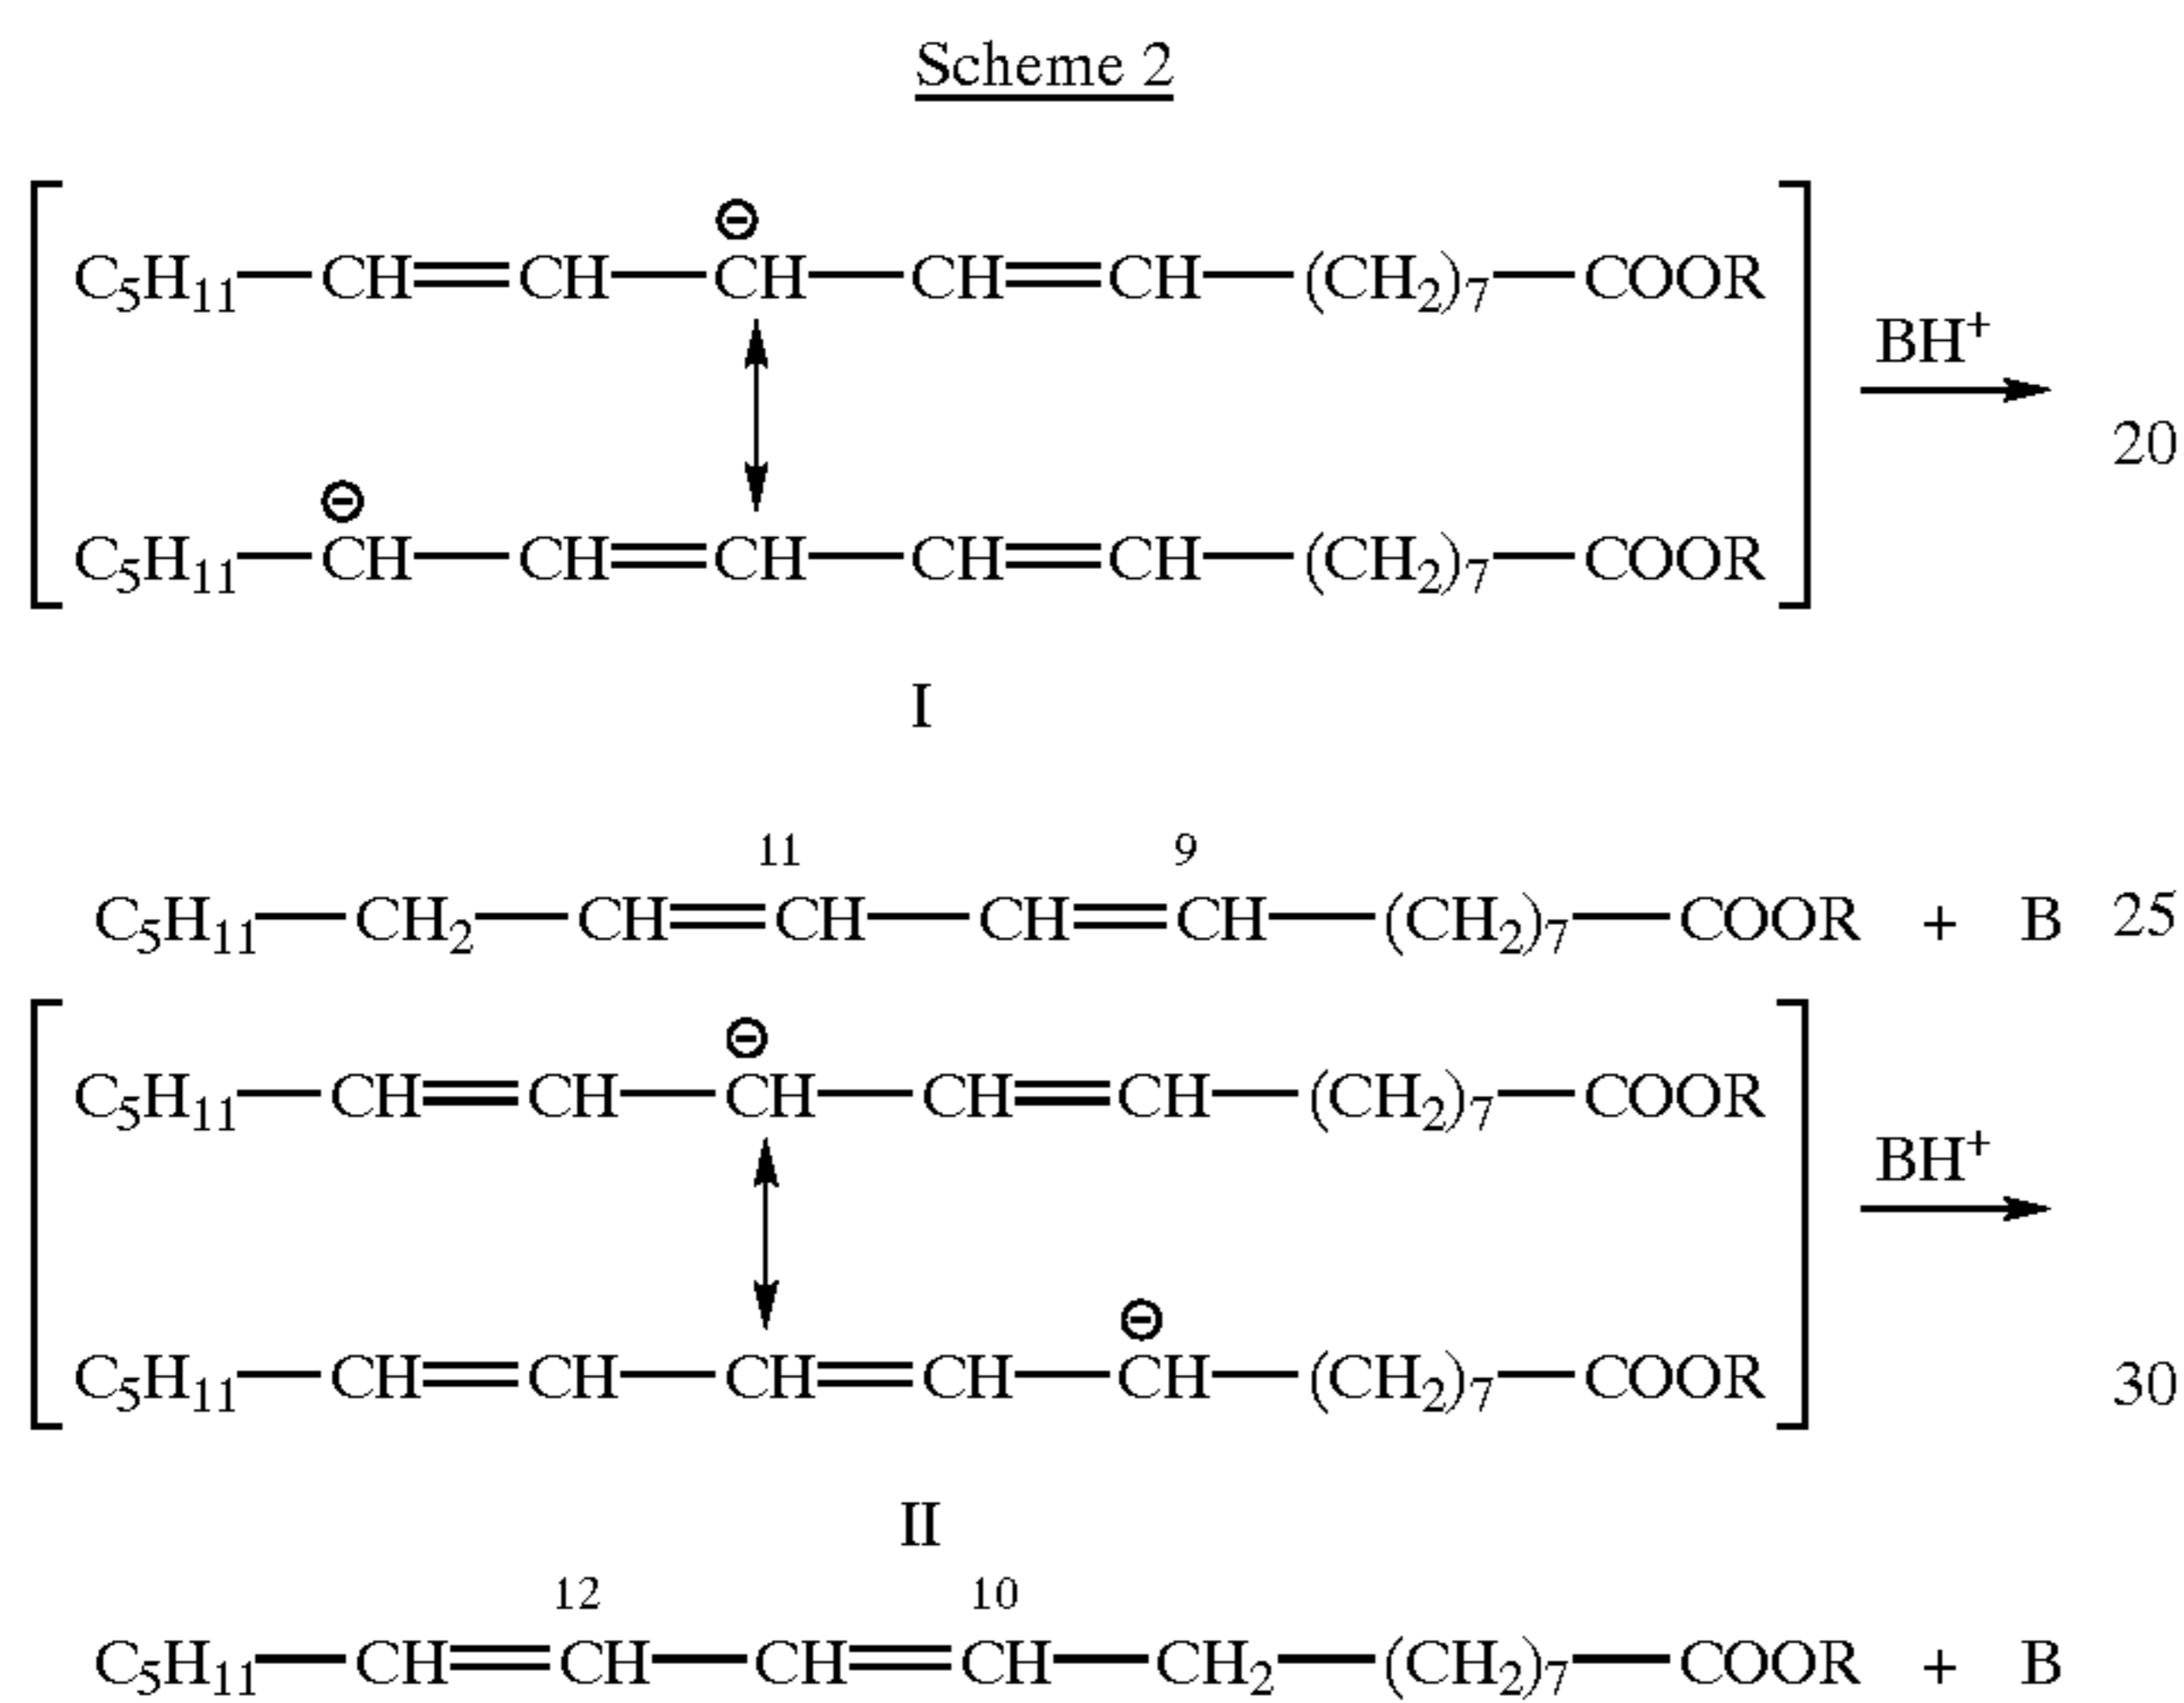 Scheme 2
C5H11—CH=CH—CH⊖—CH=CH—(CH2)7—COOR
BH+
20
C5H11—CH⊖—CH=CH—CH=CH—(CH2)7—COOR
I
11 9
C5H11—CH2—CH=CH—CH=CH—(CH2)7—COOR + B 25
C5H11—CH=CH—CH⊖—CH=CH—(CH2)7—COOR
BH+
C5H11—CH=CH—CH=CH—CH⊖—(CH2)7—COOR
30
II
12 10
C5H11—CH=CH—CH=CH—CH2—(CH2)7—COOR + B